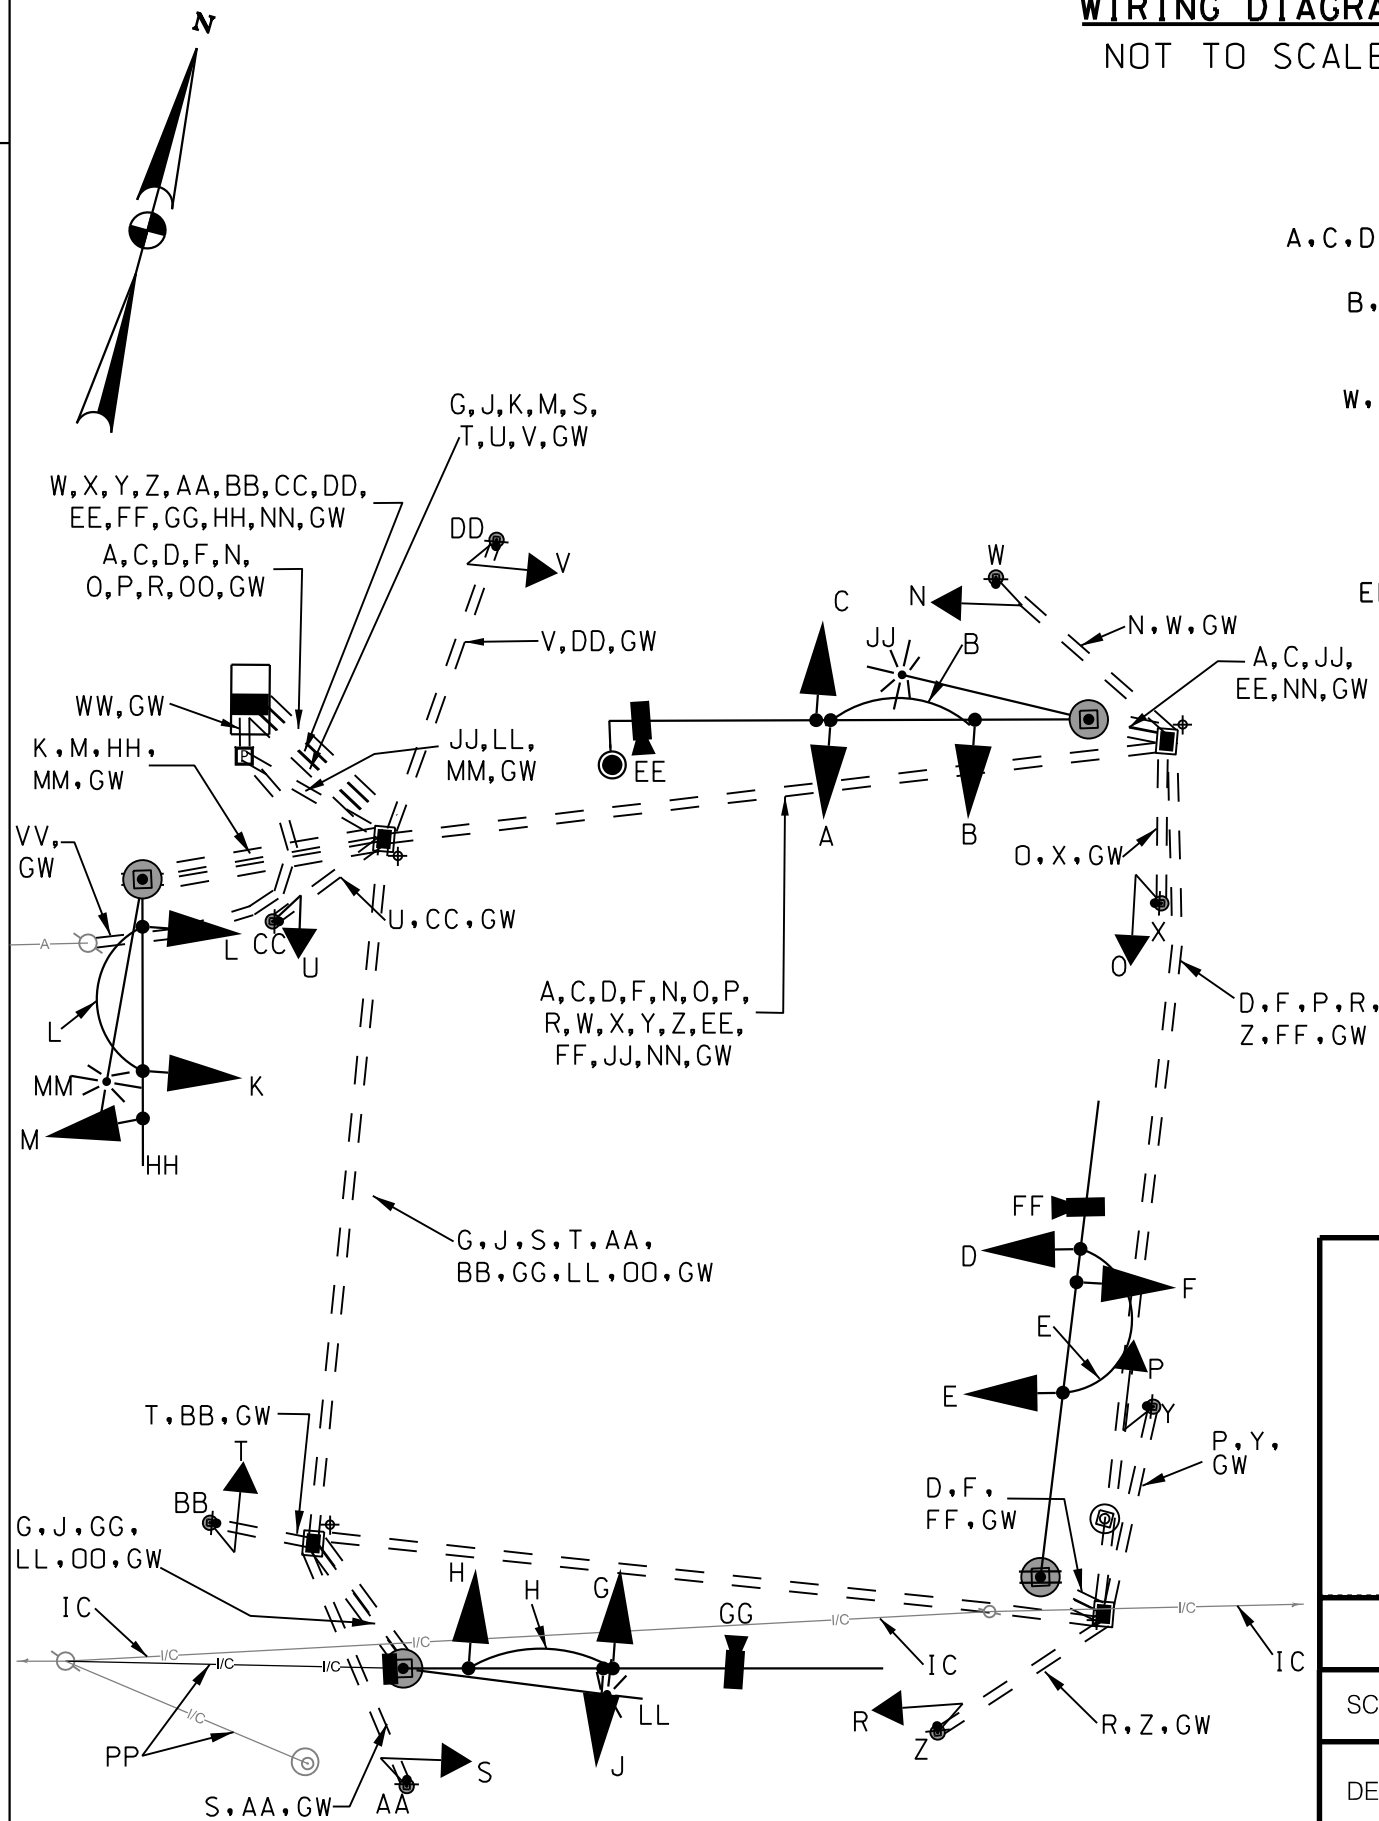 WIRING DIAGRA
NOT TO SCALE
N
A,C,D
B,
W,
G,J,K,M,S,
T,U,V,GW
W,X,Y,Z,AA,BB,CC,DD,
EE,FF,GG,HH,NN,GW
A,C,D,F,N,
O,P,R,OO,GW
DD
V
W
N
C
JJ
B
N,W,GW
V,DD,GW
A,C,JJ,
EE,NN,GW
WW,GW
P
K,M,HH,
MM,GW
JJ,LL,
MM,GW
EE
A
B
VV,
GW
O,X,GW
A
L
CC
U
U,CC,GW
X
O
L
A,C,D,F,N,O,P,
R,W,X,Y,Z,EE,
FF,JJ,NN,GW
D,F,P,R,
Z,FF,GW
MM
K
M
HH
FF
D
F
G,J,S,T,AA,
BB,GG,LL,OO,GW
E
P
E
Y
T,BB,GW
T
P,Y,
GW
BB
D,F,
FF,GW
G,J,GG,
LL,OO,GW
H
H
G
GG
IC
I/C
I/C
I/C
I/C
I/C
I/C
I/C
IC
IC
LL
R
Z
R,Z,GW
PP
S
J
S,AA,GW
AA
SC
DE